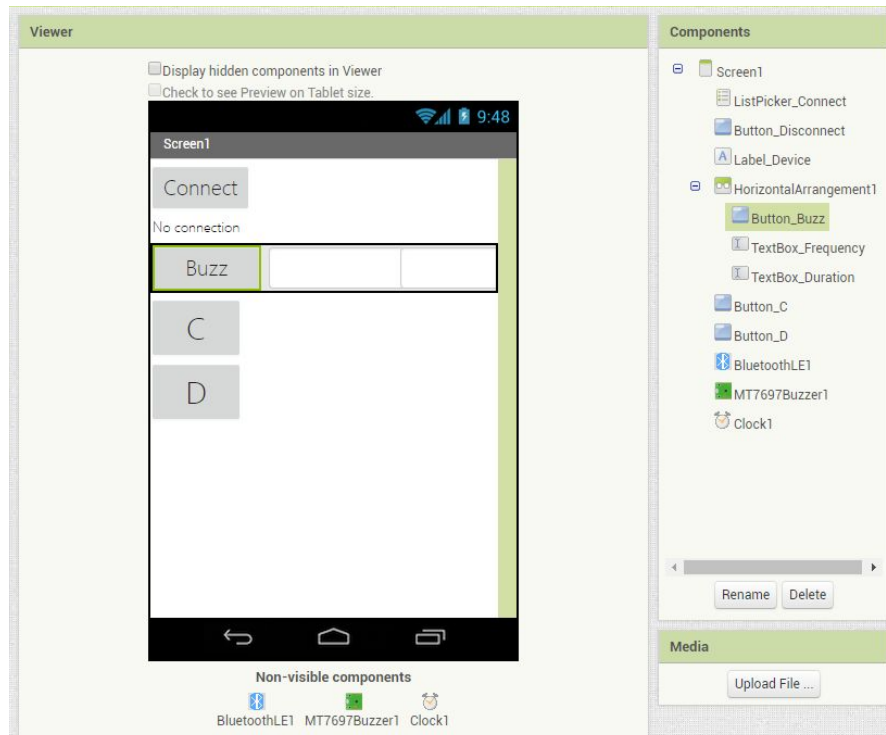 Viewer
Display hidden components in Viewer
Check to see Preview on Tablet size.
9:48
Screen1
Connect
No connection
Buzz
C
D
Non-visible components
BluetoothLE1 MT7697Buzzer1 Clock1
Components
Screen1
ListPicker_Connect
Button_Disconnect
A Label_Device
HorizontalArrangement1
Button_Buzz
TextBox_Frequency
TextBox_Duration
Button_C
Button_D
BluetoothLE1
MT7697Buzzer1
Clock1
Rename Delete
Media
Upload File ...